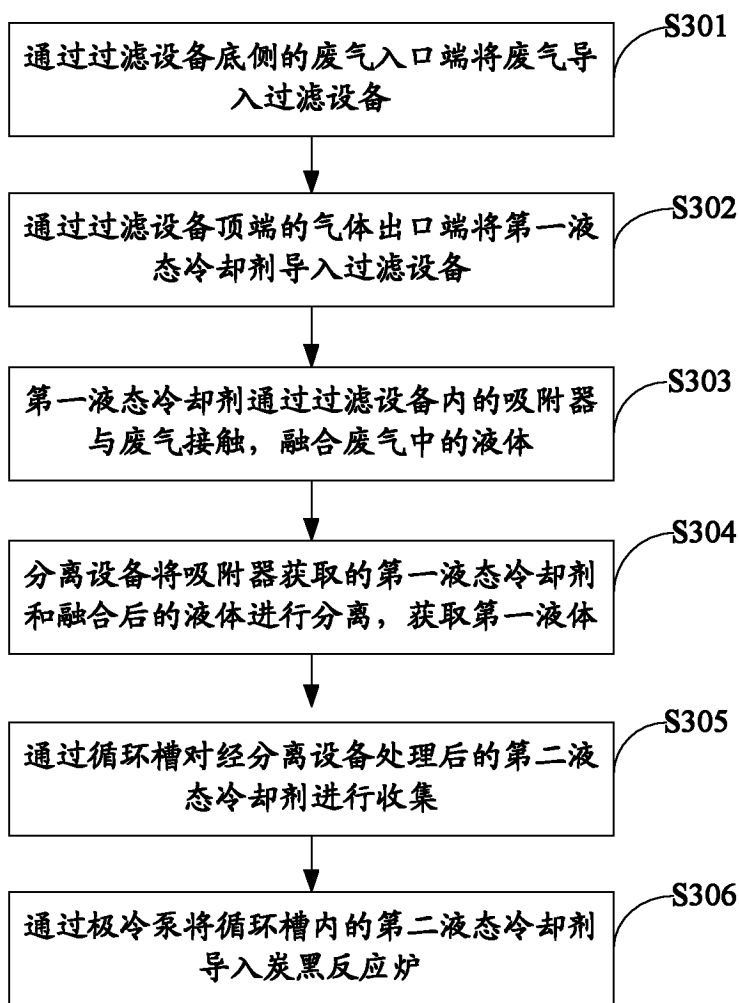 S301
通过过滤设备底侧的废气入口端将废气导
入过滤设备
S302
通过过滤设备顶端的气体出口端将第一液
态冷却剂导入过滤设备
S303
第一液态冷却剂通过过滤设备内的吸附器
与废气接触，融合废气中的液体
S304
分离设备将吸附器获取的第一液态冷却剂
和融合后的液体进行分离，获取第一液体
S305
通过循环槽对经分离设备处理后的第二液
态冷却剂进行收集
S306
通过极冷泵将循环槽内的第二液态冷却剂
导入炭黑反应炉